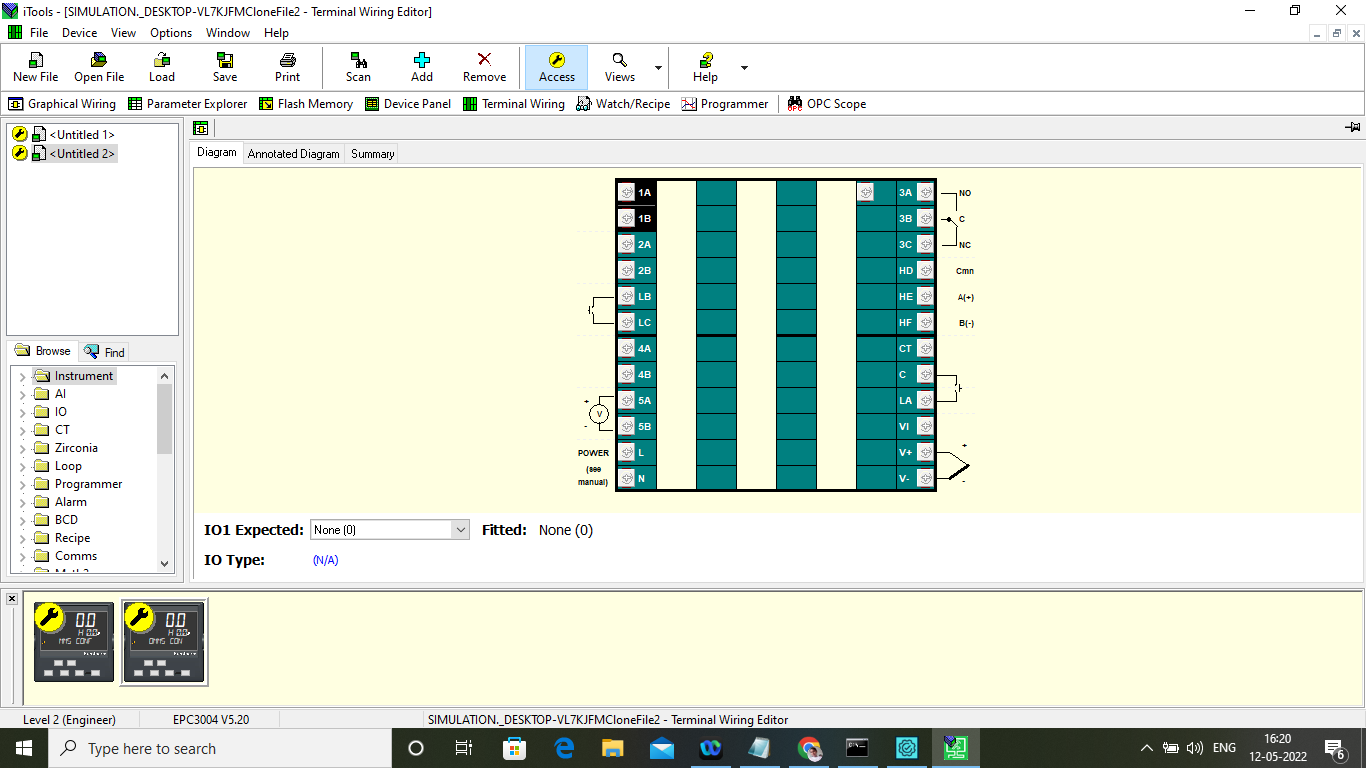 iTools - [SIMULATION._DESKTOP-VL7KJFMCloneFile2 - Terminal Wiring Editor]
File Device View Options Window Help
New File Open File Load Save Print Scan Add Remove Access Views Help
Graphical Wiring Parameter Explorer Flash Memory Device Panel Terminal Wiring Watch/Recipe Programmer OPC Scope
<Untitled 1>
<Untitled 2>
Browse Find
Instrument
AI
IO
CT
Zirconia
Loop
Programmer
Alarm
BCD
Recipe
Comms
Diagram Annotated Diagram Summary
1A 3A NO
1B 3B C
2A 3C NC
2B HD Cmn
LB HE A(+)
LC HF B(-)
4A CT
4B C
+ 5A LA
V
- 5B VI
POWER L V+ +
(see
manual) N V- -
IO1 Expected: None (0) Fitted: None (0)
IO Type: (N/A)
0.0
H 0.0
MMS CONF
0.0
H 0.0
OMMS CON
Level 2 (Engineer) EPC3004 V5.20 SIMULATION._DESKTOP-VL7KJFMCloneFile2 - Terminal Wiring Editor
Type here to search
ENG
16:20
12-05-2022
6